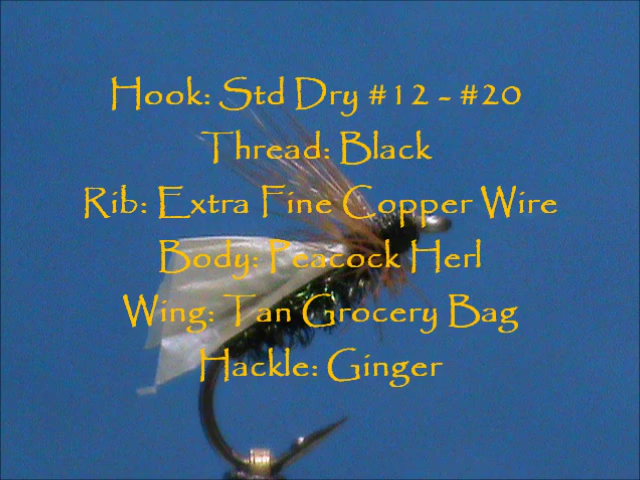 Hook: Std Dry #12 - #20
Thread: Black
Rib: Extra Fine Copper Wire
Body: Peacock Herl
Wing: Tan Grocery Bag
Hackle: Ginger